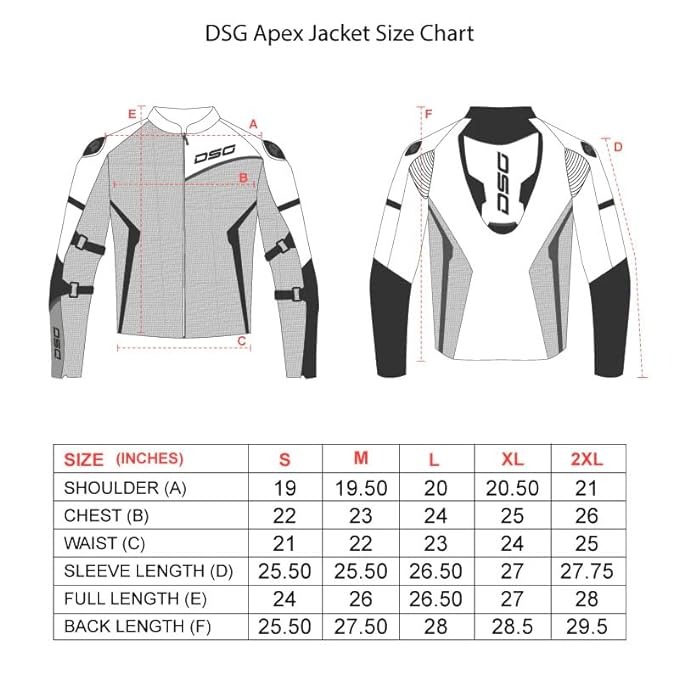 DSG Apex Jacket Size Chart
E
A
DSG
B
DSG
C
F
D
DSG
SIZE (INCHES) S M L XL 2XL
SHOULDER (A) 19 19.50 20 20.50 21
CHEST (B) 22 23 24 25 26
WAIST (C) 21 22 23 24 25
SLEEVE LENGTH (D) 25.50 25.50 26.50 27 27.75
FULL LENGTH (E) 24 26 26.50 27 28
BACK LENGTH (F) 25.50 27.50 28 28.5 29.5